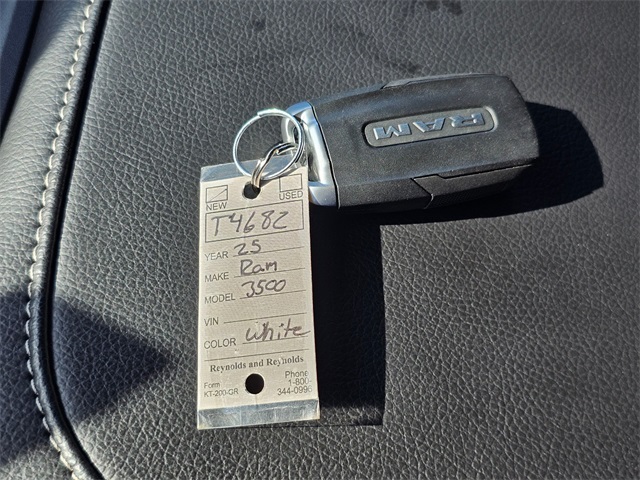 RAM
NEW USED
T4682
YEAR 25
MAKE Ram
MODEL 3500
VIN
COLOR White
Reynolds and Reynolds
Form Phone
KT-200-GR 1-800-
344-0996